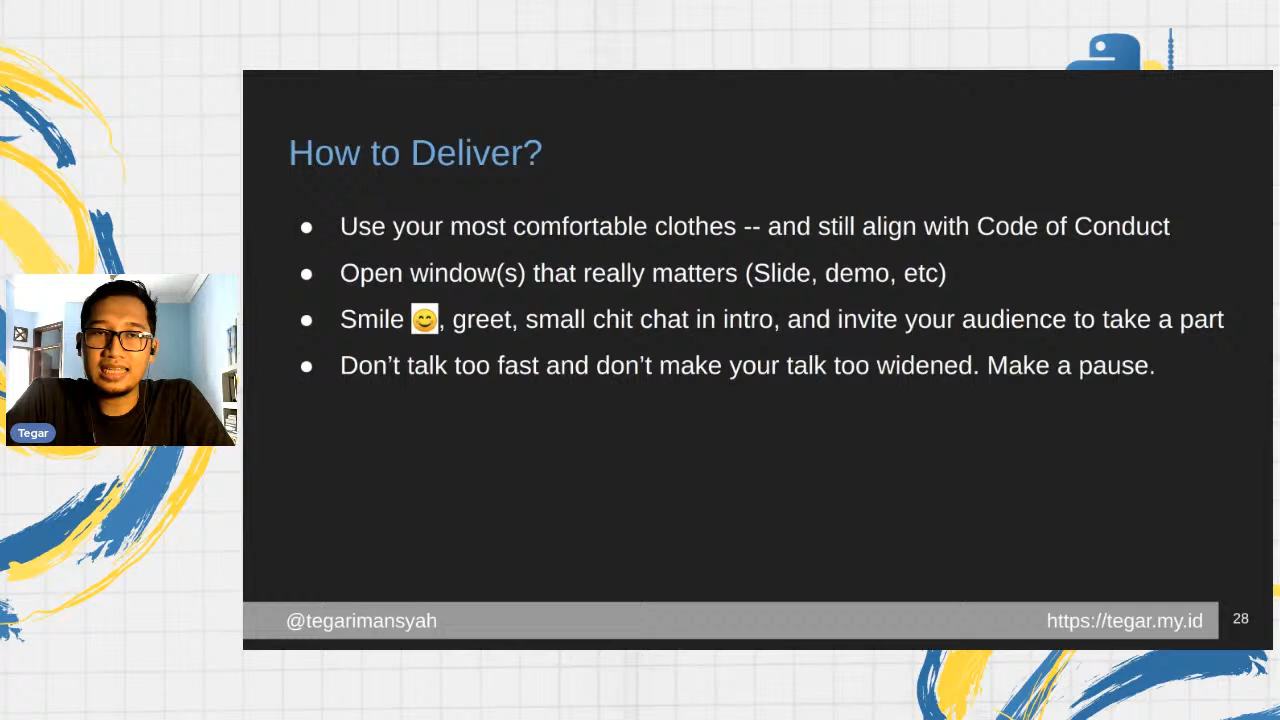 How to Deliver?
● Use your most comfortable clothes -- and still align with Code of Conduct
● Open window(s) that really matters (Slide, demo, etc)
● Smile 😊, greet, small chit chat in intro, and invite your audience to take a part
● Don’t talk too fast and don’t make your talk too widened. Make a pause.
Tegar
@tegarimansyah
https://tegar.my.id
28